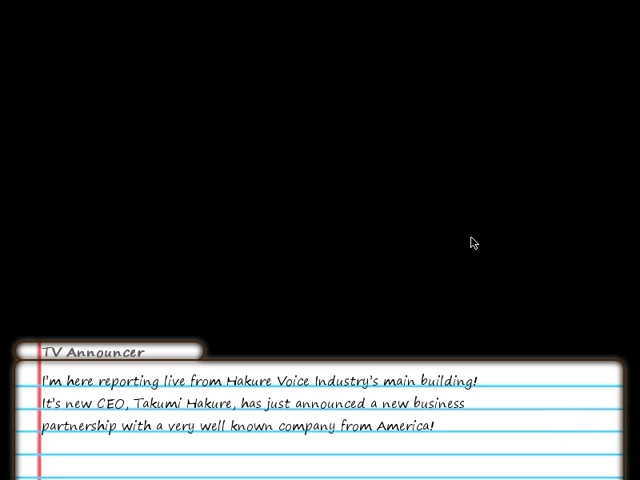 TV Announcer
I'm here reporting live from Hakure Voice Industry's main building!
It's new CEO, Takumi Hakure, has just announced a new business
partnership with a very well known company from America!